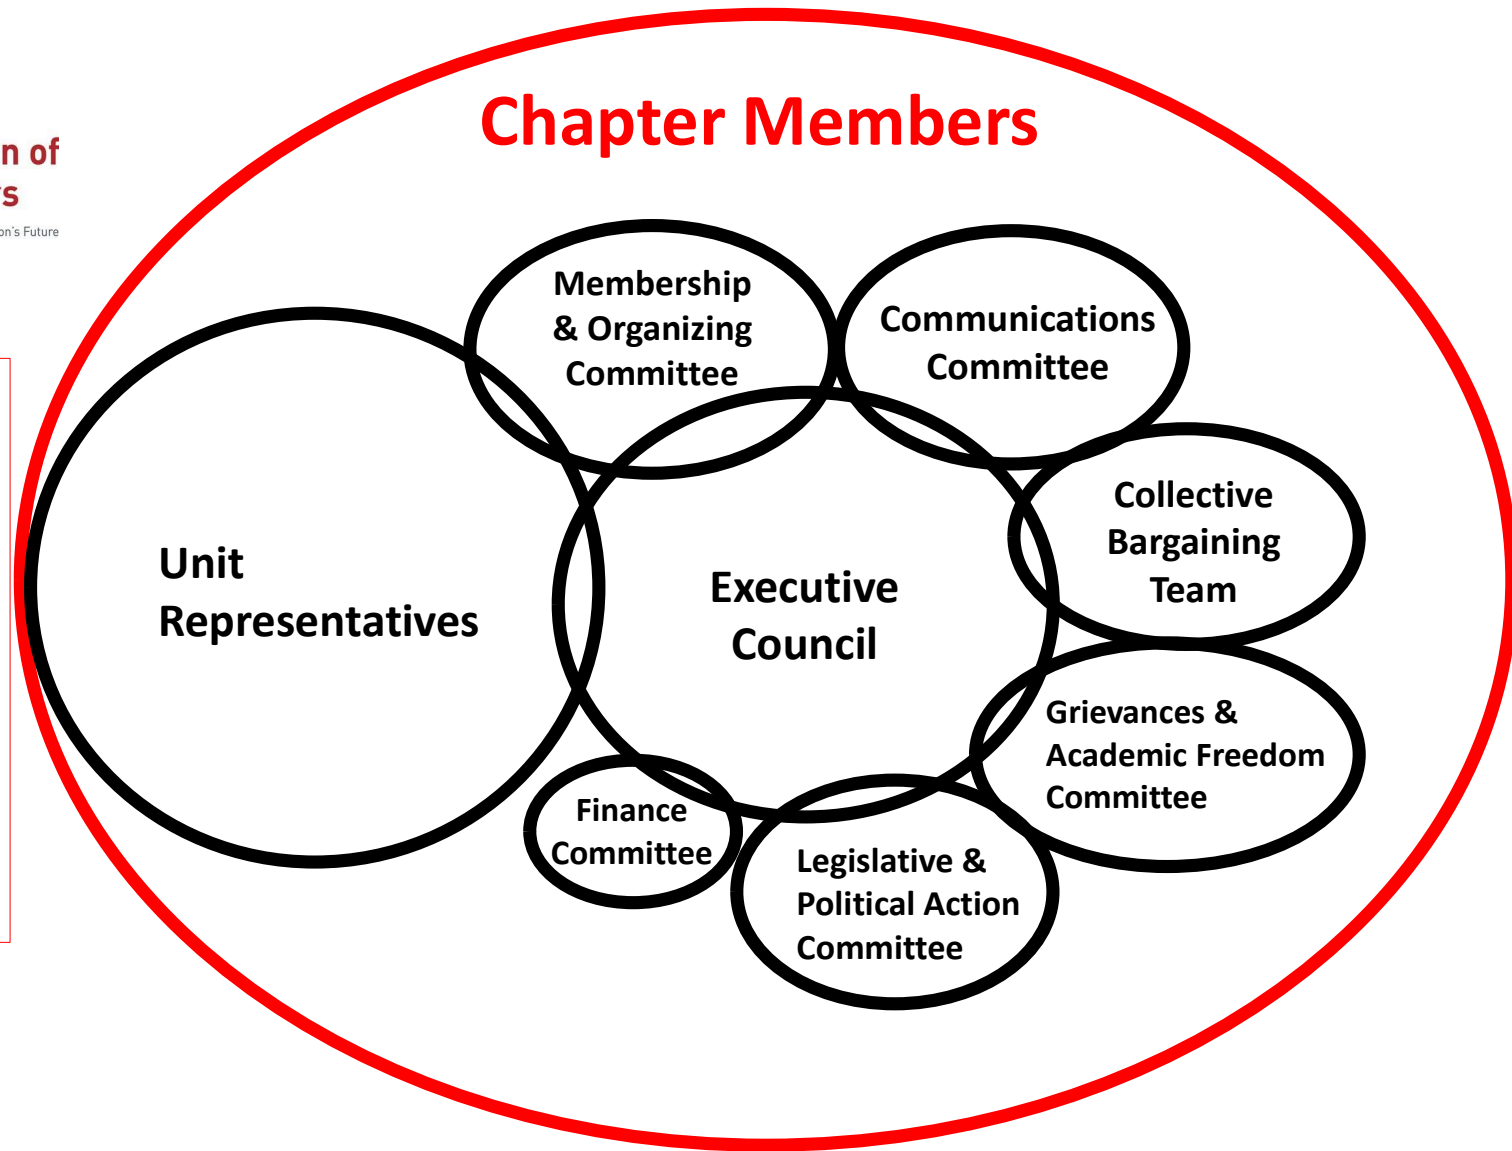 Chapter Members
n of
s
on's Future
Membership
& Organizing
Committee
Communications
Committee
Collective
Bargaining
Team
Unit
Representatives
Executive
Council
Grievances &
Academic Freedom
Committee
Finance
Committee
Legislative &
Political Action
Committee